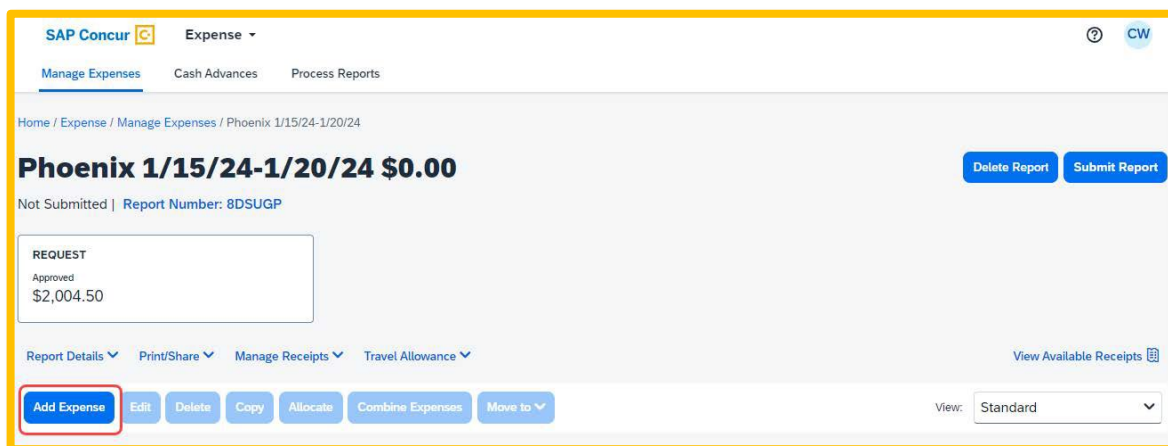 SAP Concur C Expense CW
Manage Expenses Cash Advances Process Reports
Home / Expense / Manage Expenses / Phoenix 1/15/24-1/20/24
Phoenix 1/15/24-1/20/24 $0.00 Delete Report Submit Report
Not Submitted | Report Number: 8DSUGP
REQUEST
Approved
$2,004.50
Report Details Print/Share Manage Receipts Travel Allowance View Available Receipts
Add Expense Edit Delete Copy Allocate Combine Expenses Move to View: Standard